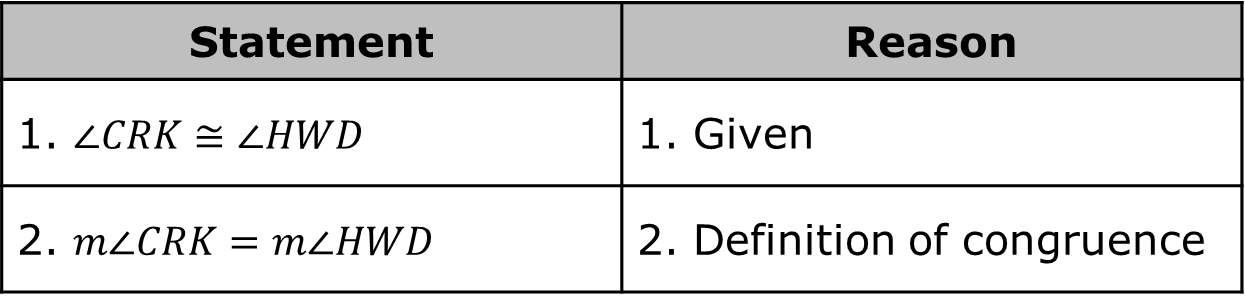 Statement Reason
1. ∠CRK ≅ ∠HWD 1. Given
2. m∠CRK = m∠HWD 2. Definition of congruence